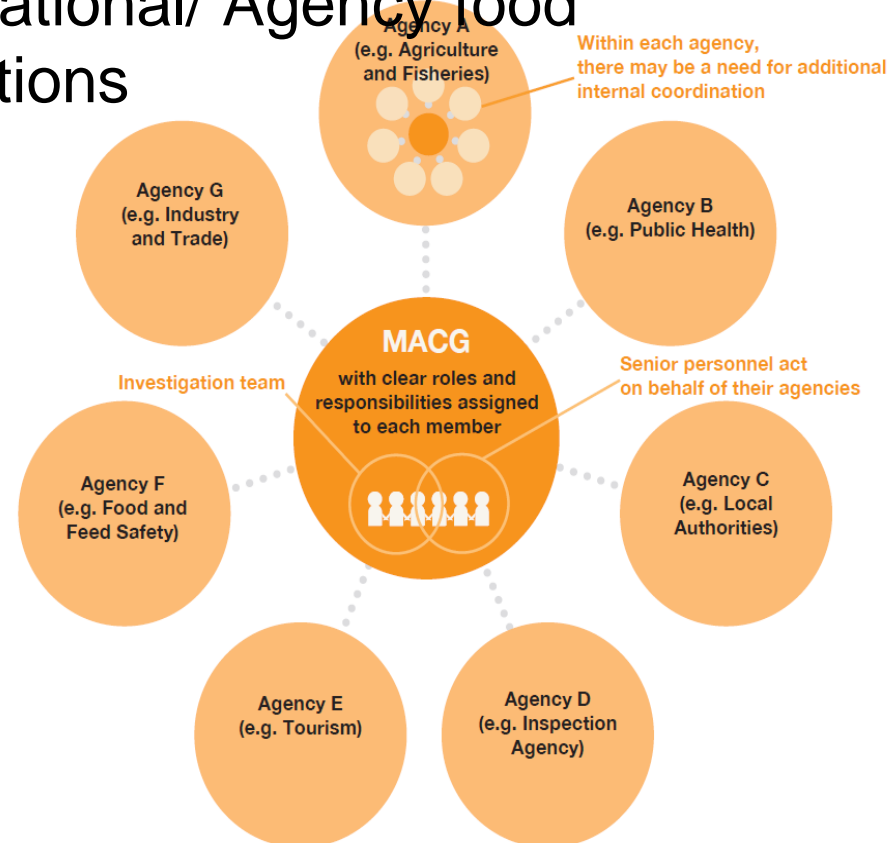 ational/ Agency food
tions
Agency A
(e.g. Agriculture
and Fisheries)
Within each agency,
there may be a need for additional
internal coordination
Agency G
(e.g. Industry
and Trade)
Agency B
(e.g. Public Health)
MACG
with clear roles and
responsibilities assigned
to each member
Investigation team
Senior personnel act
on behalf of their agencies
Agency F
(e.g. Food and
Feed Safety)
Agency C
(e.g. Local
Authorities)
Agency E
(e.g. Tourism)
Agency D
(e.g. Inspection
Agency)